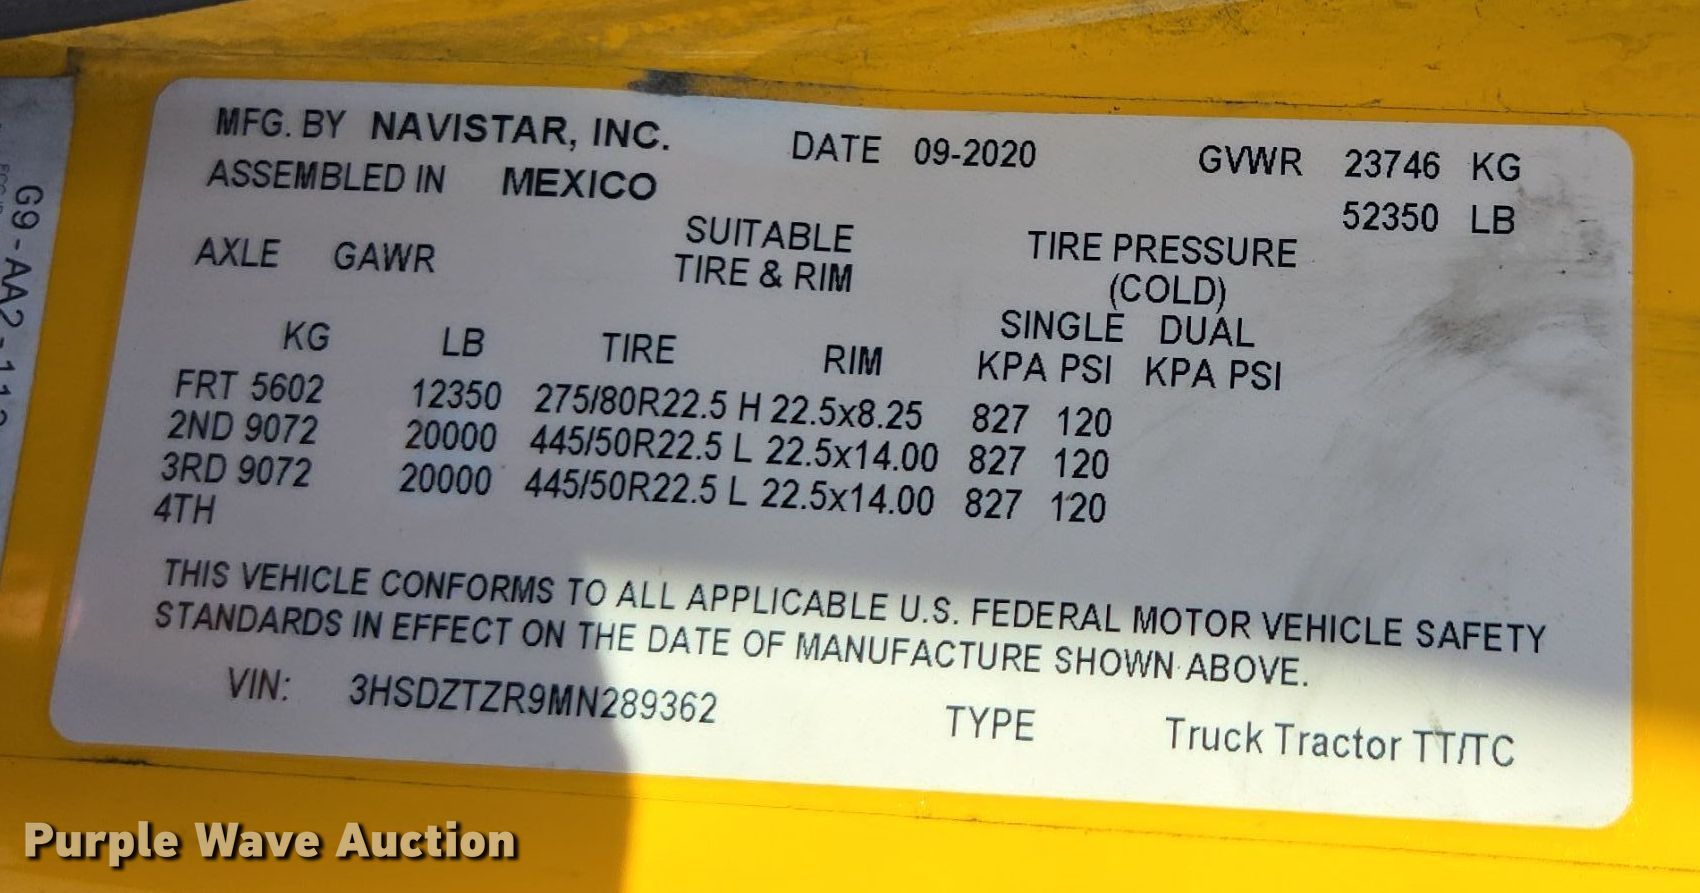 MFG. BY NAVISTAR, INC. DATE 09-2020 GVWR 23746 KG
ASSEMBLED IN MEXICO 52350 LB
AXLE GAWR SUITABLE TIRE PRESSURE
TIRE & RIM (COLD)
SINGLE DUAL
KG LB TIRE RIM KPA PSI KPA PSI
FRT 5602 12350 275/80R22.5 H 22.5x8.25 827 120
2ND 9072 20000 445/50R22.5 L 22.5x14.00 827 120
3RD 9072 20000 445/50R22.5 L 22.5x14.00 827 120
4TH
THIS VEHICLE CONFORMS TO ALL APPLICABLE U.S. FEDERAL MOTOR VEHICLE SAFETY
STANDARDS IN EFFECT ON THE DATE OF MANUFACTURE SHOWN ABOVE.
VIN: 3HSDZTZR9MN289362 TYPE Truck Tractor TT/TC
Purple Wave Auction